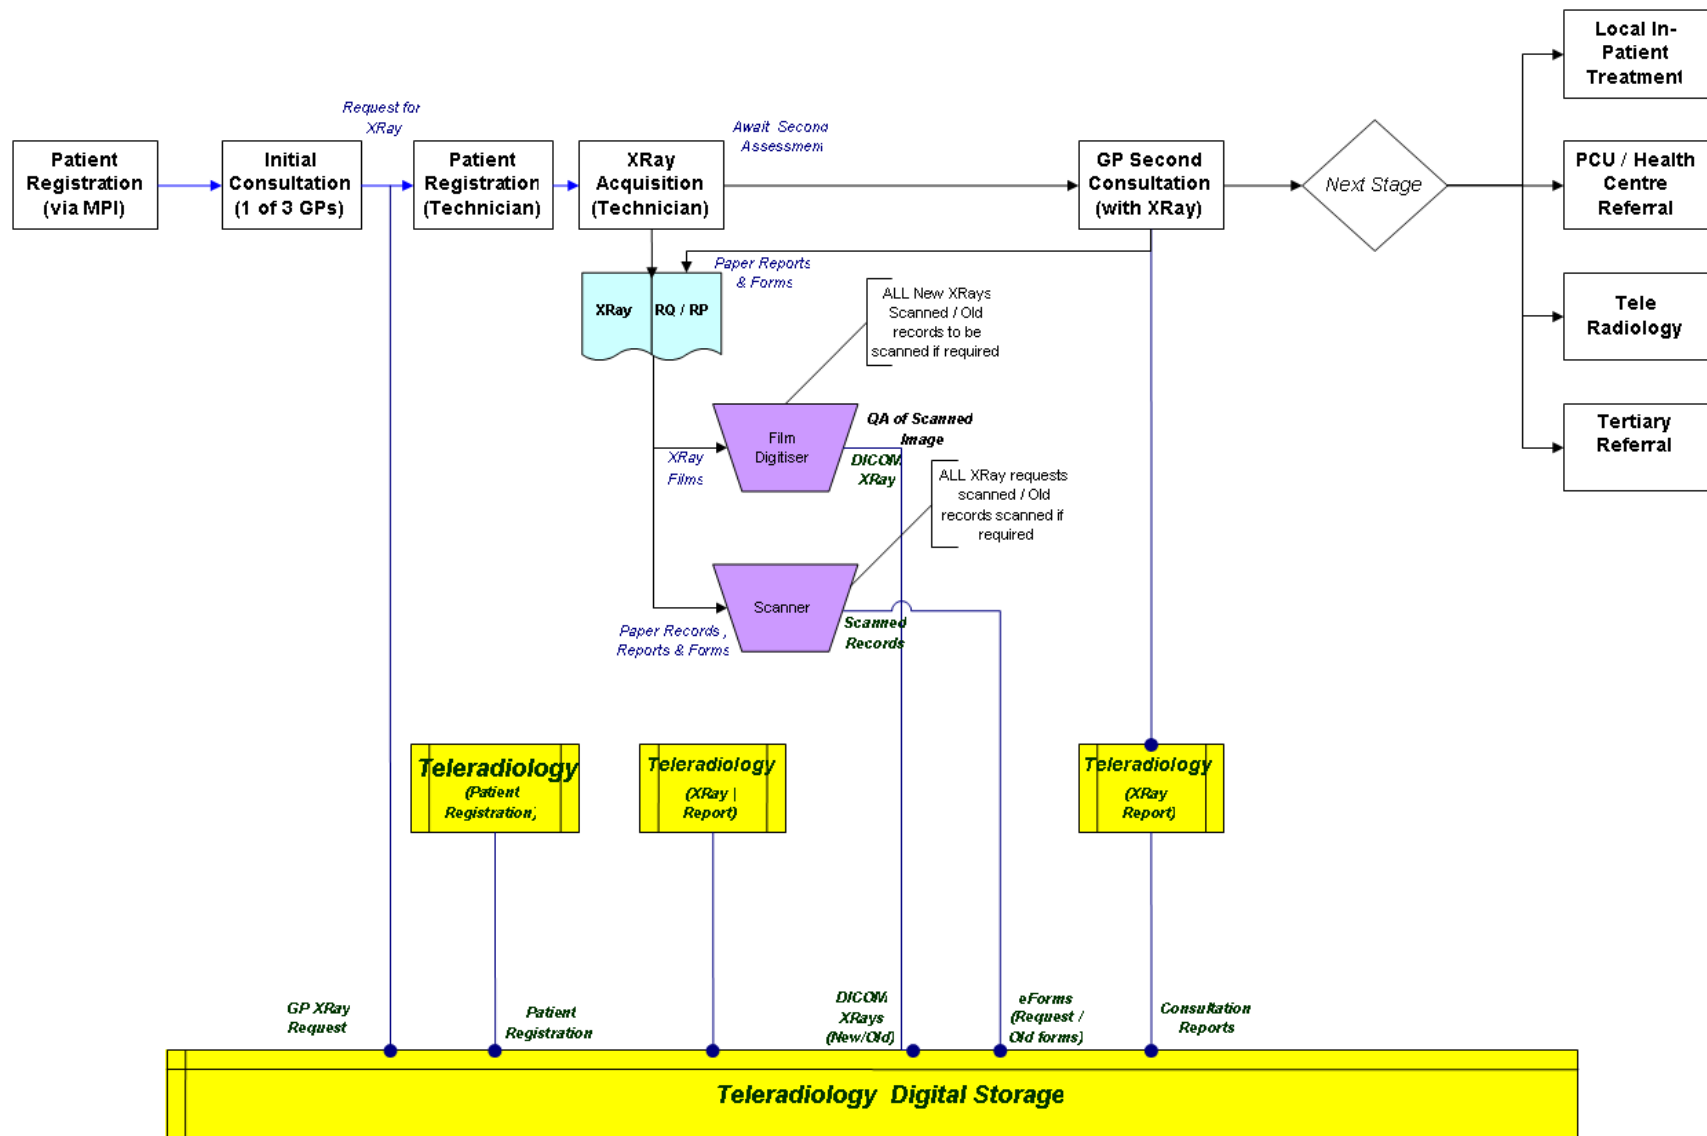 Local In-
Patient
Treatment
Request for
XRay
Await Second
Assessment
Patient
Registration
(via MPI)
Initial
Consultation
(1 of 3 GPs)
Patient
Registration
(Technician)
XRay
Acquisition
(Technician)
GP Second
Consultation
(with XRay)
Next Stage
PCU / Health
Centre
Referral
Paper Reports
& Forms
XRay
RQ / RP
ALL New XRays
Scanned / Old
records to be
scanned if required
Tele
Radiology
Tertiary
Referral
Film
Digitiser
QA of Scanned
Image
XRay
Films
DICOM
XRay
ALL XRay requests
scanned / Old
records scanned if
required
Scanner
Paper Records,
Reports & Forms
Scanned
Records
Teleradiology
(Patient
Registration)
Teleradiology
(XRay |
Report)
Teleradiology
(XRay
Report)
GP XRay
Request
Patient
Registration
DICOM
XRays
(New/Old)
eForms
(Request /
Old forms)
Consultation
Reports
Teleradiology Digital Storage